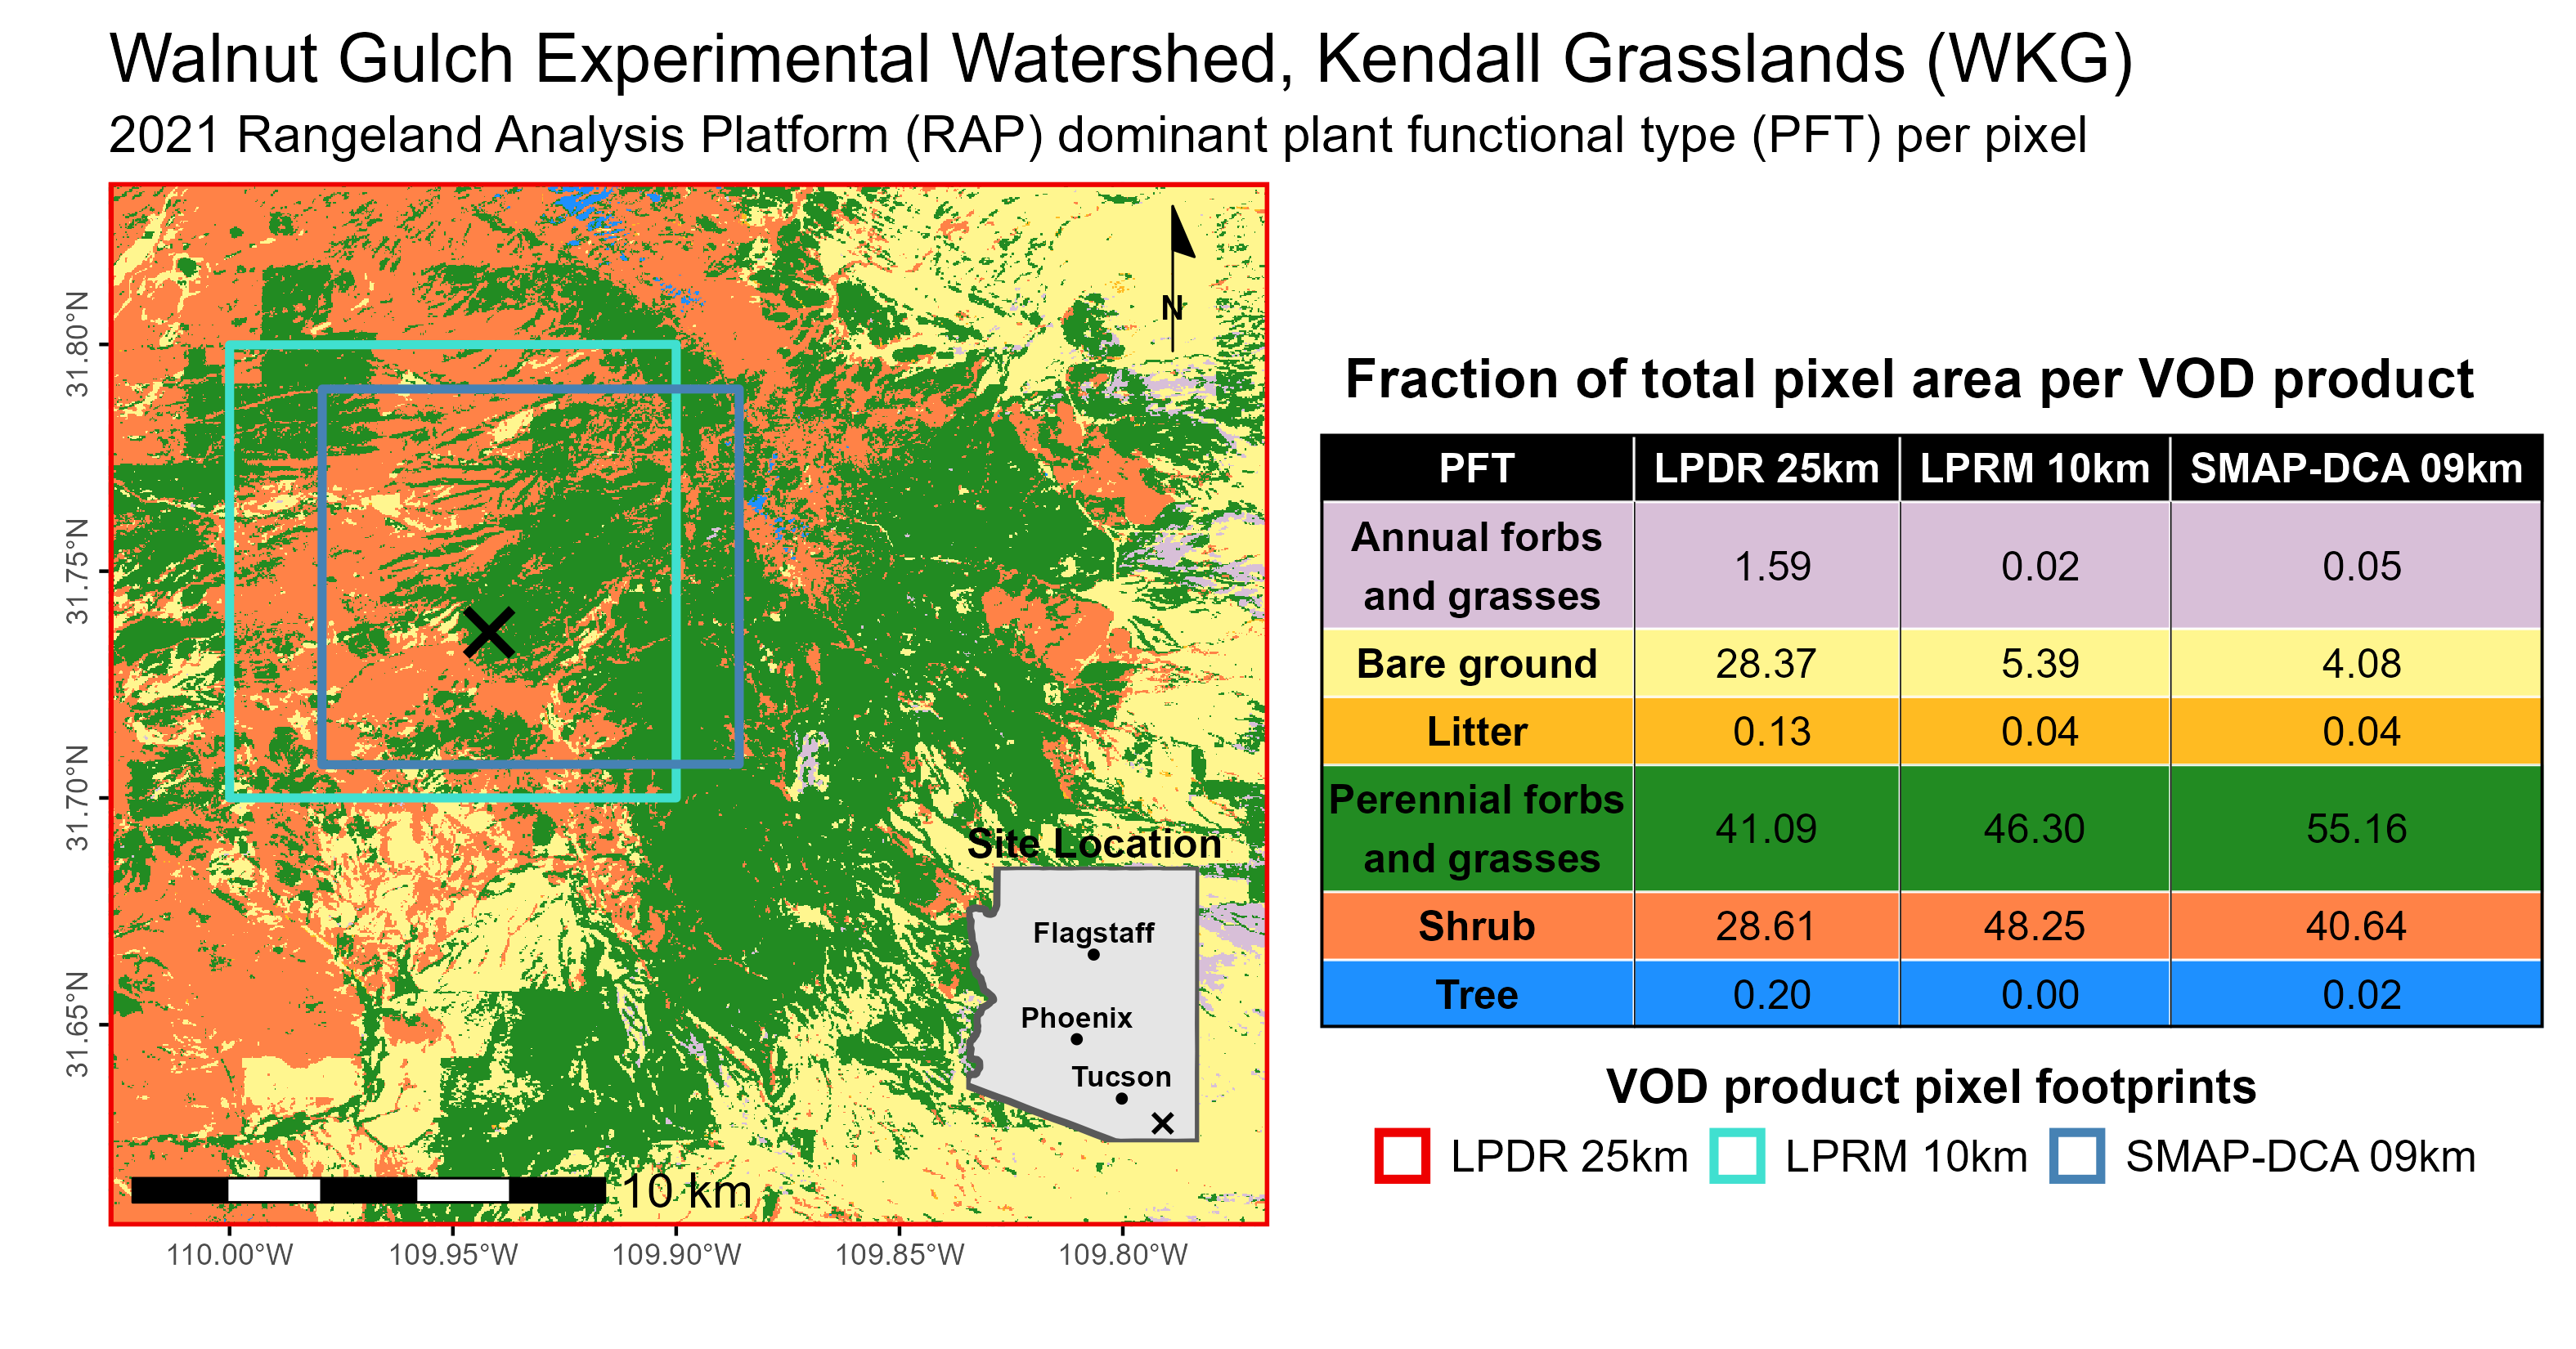 Walnut Gulch Experimental Watershed, Kendall Grasslands (WKG)
2021 Rangeland Analysis Platform (RAP) dominant plant functional type (PFT) per pixel
31.80°N
31.75°N
31.70°N
31.65°N
N
Site Location
Flagstaff
Phoenix
Tucson
10 km
110.00°W 109.95°W 109.90°W 109.85°W 109.80°W
Fraction of total pixel area per VOD product
PFT LPDR 25km LPRM 10km SMAP-DCA 09km
Annual forbs
and grasses 1.59 0.02 0.05
Bare ground 28.37 5.39 4.08
Litter 0.13 0.04 0.04
Perennial forbs
and grasses 41.09 46.30 55.16
Shrub 28.61 48.25 40.64
Tree 0.20 0.00 0.02
VOD product pixel footprints
LPDR 25km LPRM 10km SMAP-DCA 09km